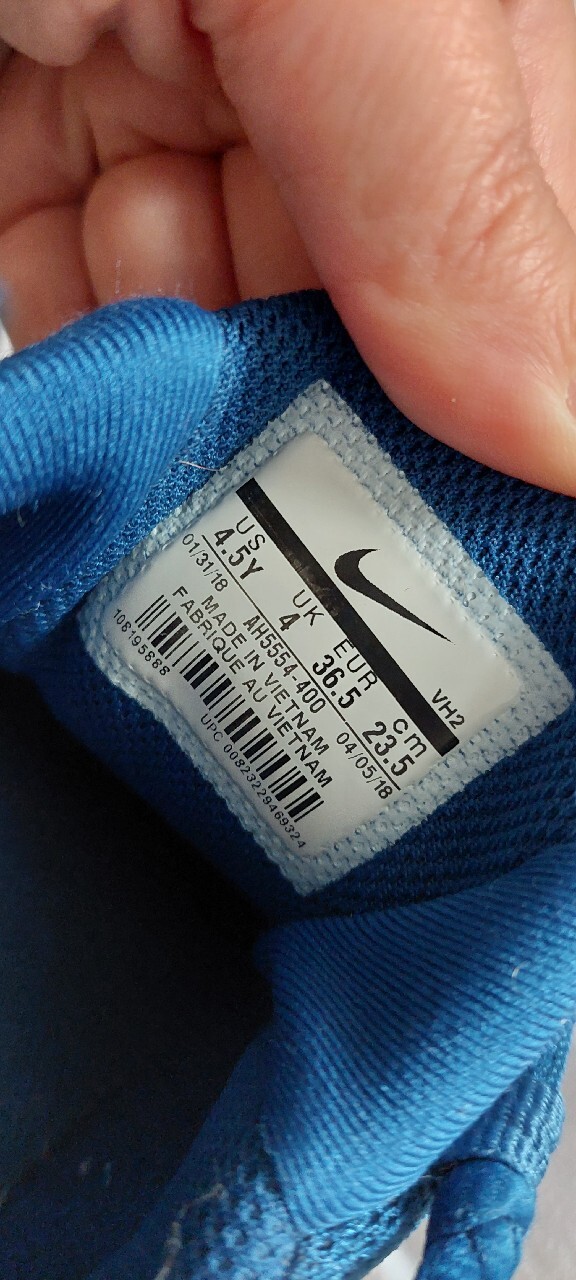 VH2
US UK EUR cm
4.5Y 4 36.5 23.5
01/31/18 AH5554-400 04/05/18
MADE IN VIETNAM
FABRIQUE AU VIETNAM
108195888
UPC 00823229469324